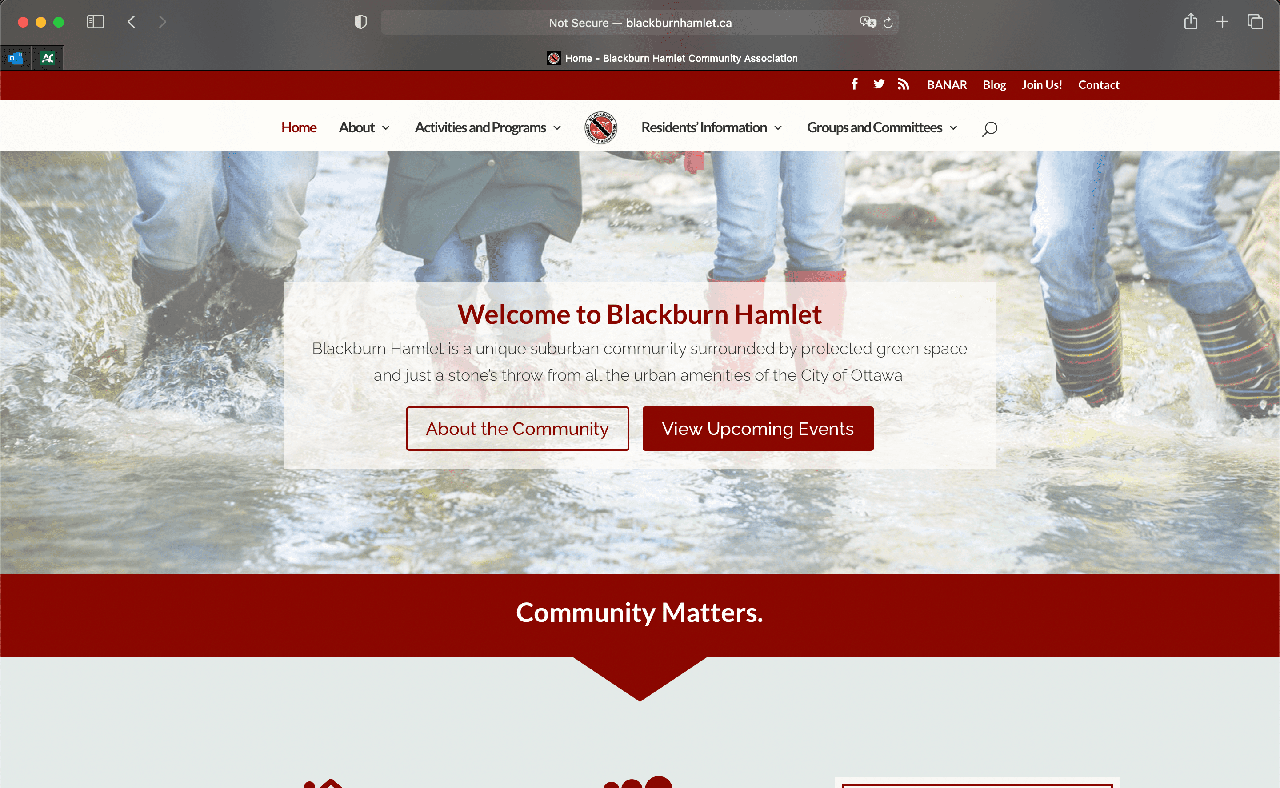 Not Secure — blackburnhamlet.ca
Home - Blackburn Hamlet Community Association
BANAR Blog Join Us! Contact
Home About Activities and Programs Residents' Information Groups and Committees
Welcome to Blackburn Hamlet
Blackburn Hamlet is a unique suburban community surrounded by protected green space
and just a stone's throw from all the urban amenities of the City of Ottawa
About the Community View Upcoming Events
Community Matters.